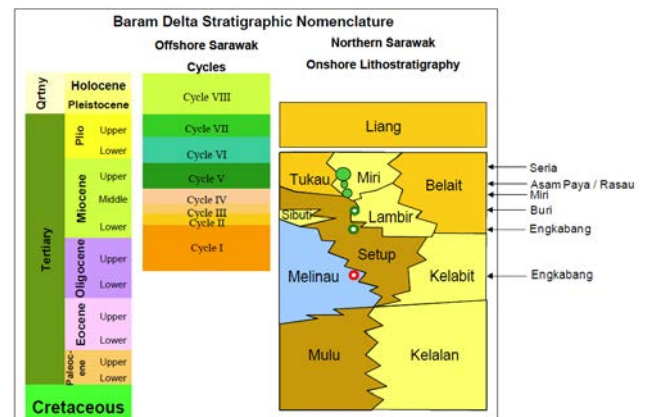 Baram Delta Stratigraphic Nomenclature
Offshore Sarawak
Cycles
Northern Sarawak
Onshore Lithostratigraphy
Qrtny
Holocene
Pleistocene
Tertiary
Plio
Upper
Lower
Miocene
Upper
Middle
Lower
Oligocene
Upper
Lower
Eocene
Upper
Lower
Paleoc-
ene
Upper
Lower
Cretaceous
Cycle VIII
Cycle VII
Cycle VI
Cycle V
Cycle IV
Cycle III
Cycle II
Cycle I
Liang
Tukau
Miri
Belait
Sibuti
Lambir
Setup
Melinau
Kelabit
Mulu
Kelalan
Seria
Asam Paya / Rasau
Miri
Buri
Engkabang
Engkabang